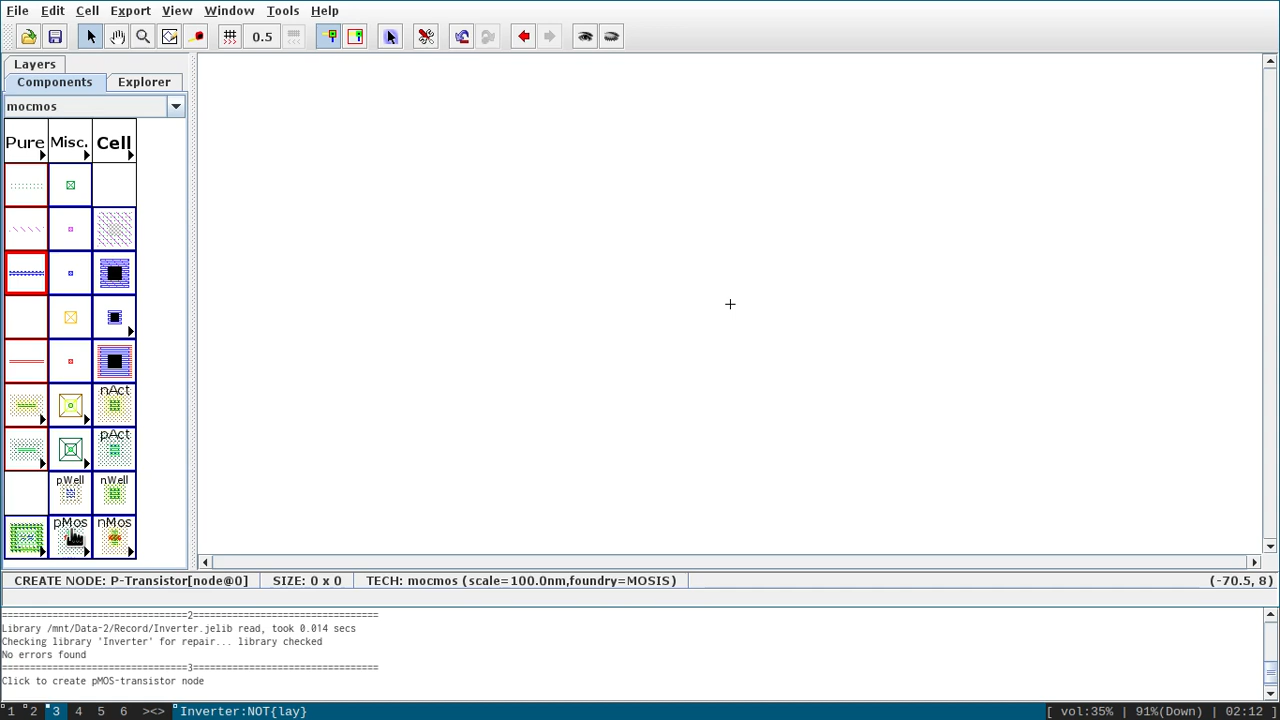 File Edit Cell Export View Window Tools Help
0.5
Layers
Components Explorer
mocmos
Pure Misc. Cell
nAct
pAct
pWell nWell
pMos nMos
CREATE NODE: P-Transistor[node@0] SIZE: 0 x 0 TECH: mocmos (scale=100.0nm,foundry=MOSIS) (-70.5, 8)
=================================2=================================
Library /mnt/Data-2/Record/Inverter.jelib read, took 0.014 secs
Checking library 'Inverter' for repair... library checked
No errors found
=================================3=================================
Click to create pMOS-transistor node
1 2 3 4 5 6 ><> Inverter:NOT{lay} [ vol:35% | 91%(Down) | 02:12 ]